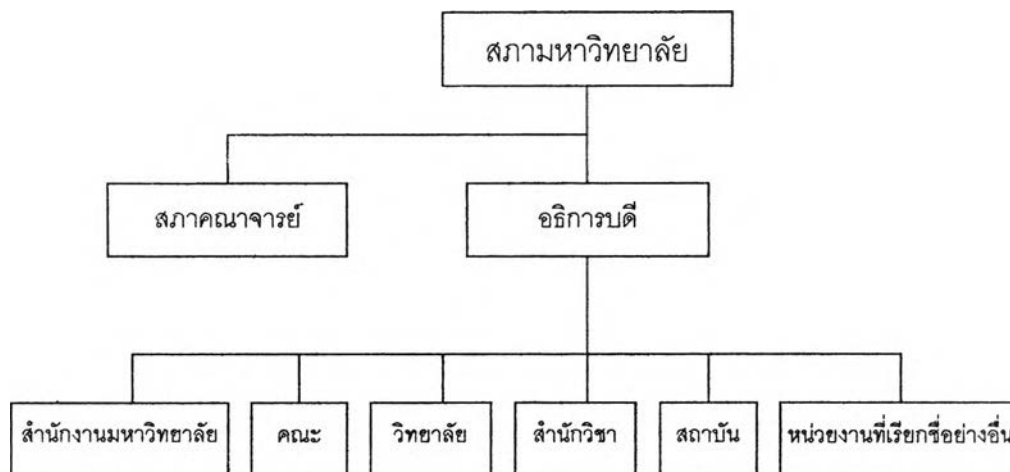 สภามหาวิทยาลัย
สภาคณาจารย์
อธิการบดี
สำนักงานมหาวิทยาลัย
คณะ
วิทยาลัย
สำนักวิชา
สถาบัน
หน่วยงานที่เรียกชื่ออย่างอื่น